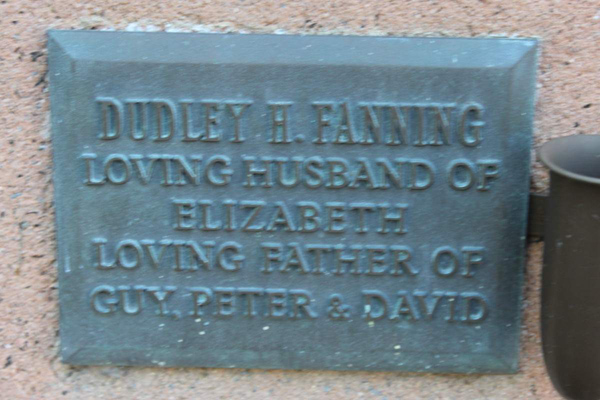 DUDLEY H. FANNING
LOVING HUSBAND OF
ELIZABETH
LOVING FATHER OF
GUY, PETER & DAVID